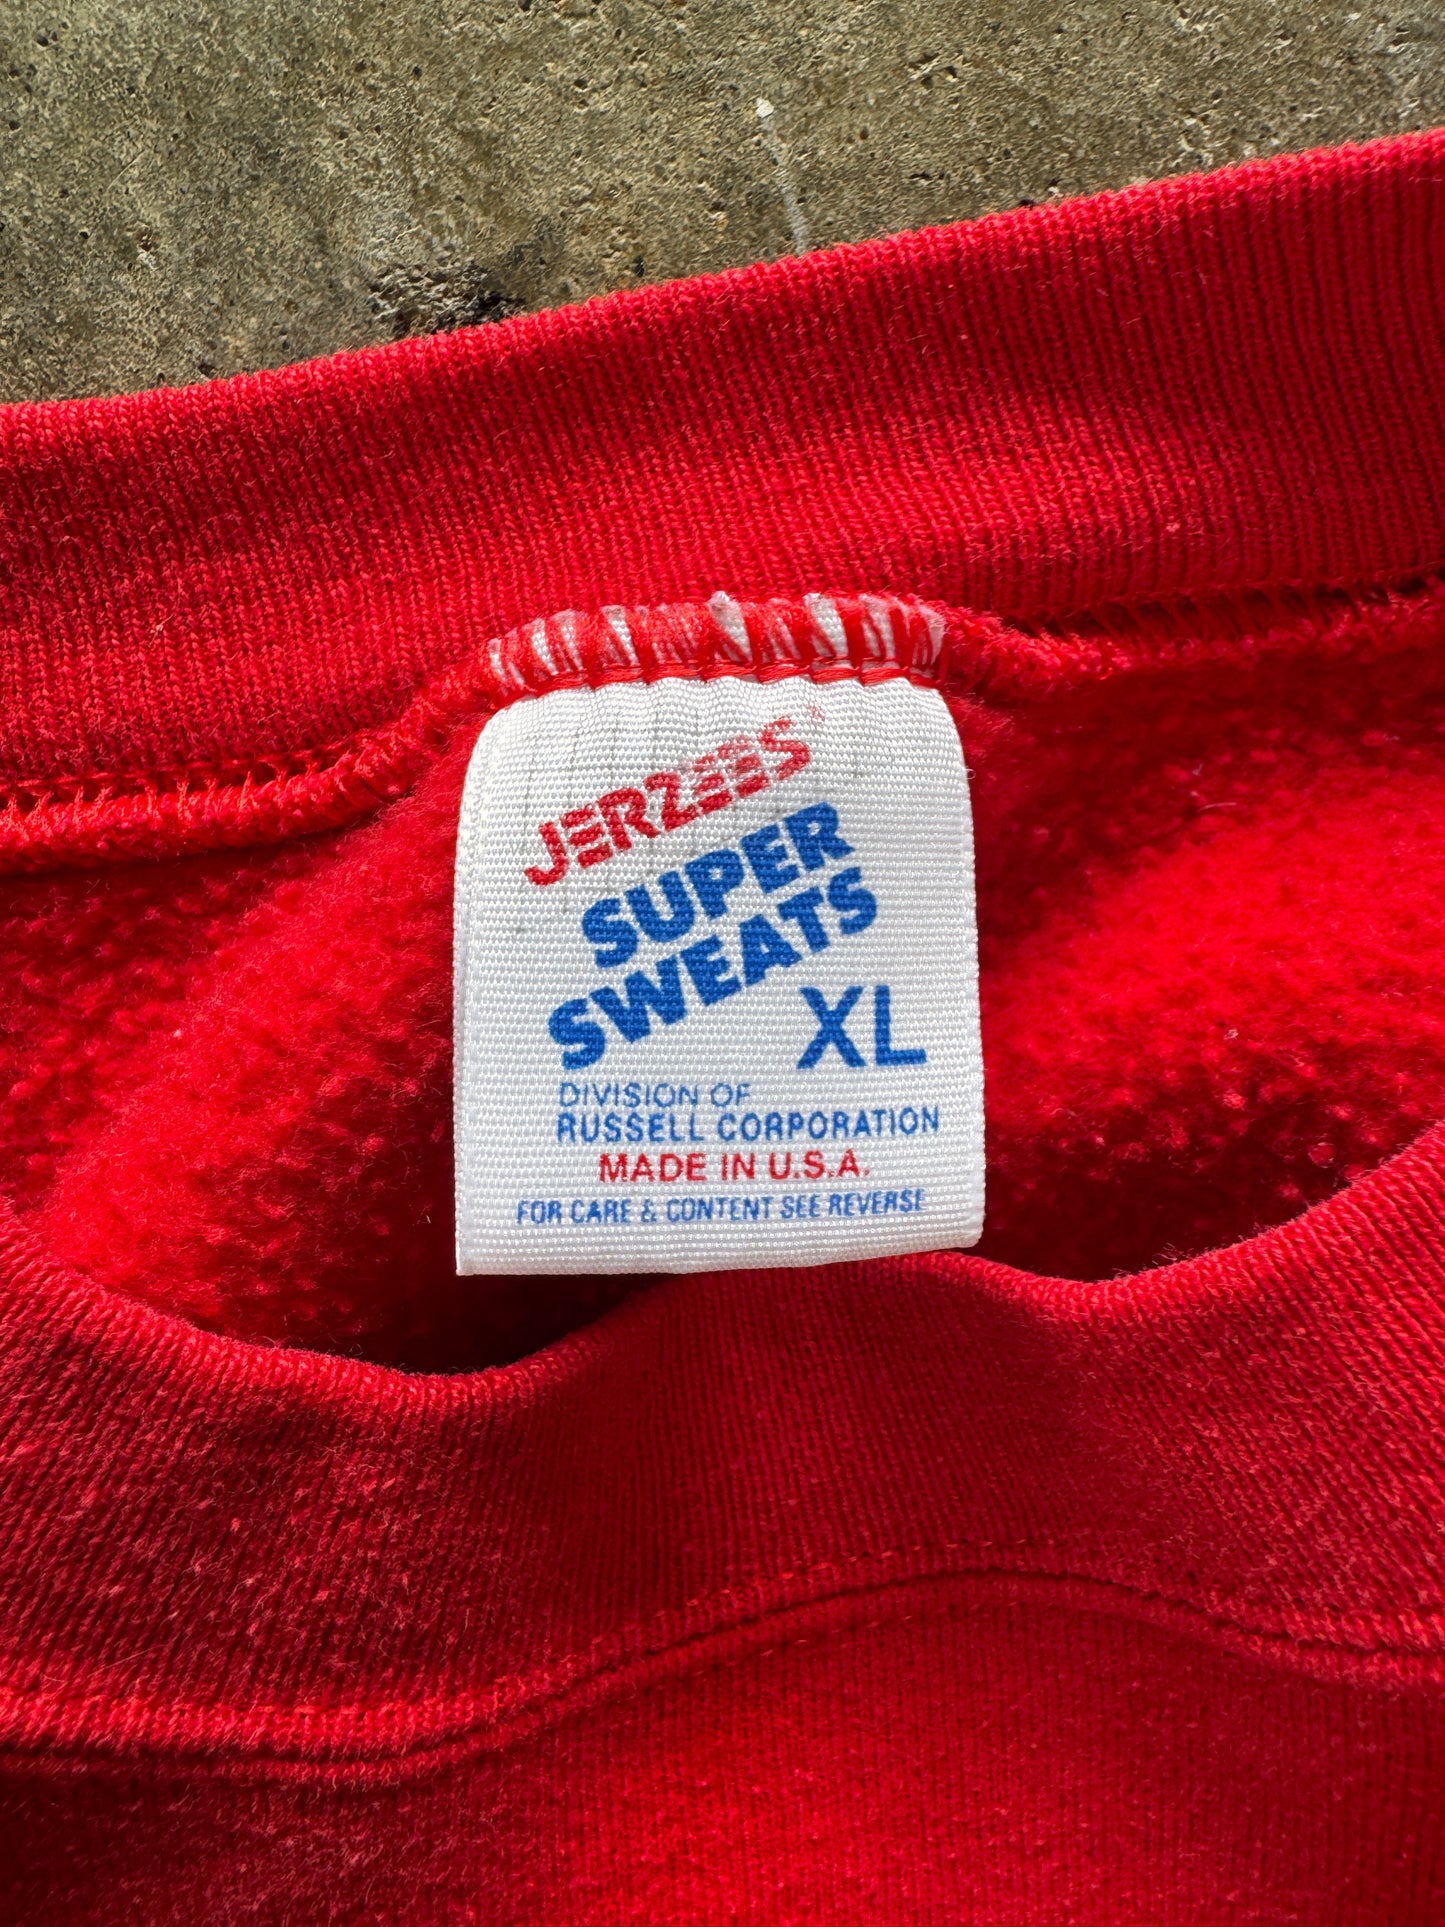 JERZEES®
SUPER
SWEATS
XL
DIVISION OF
RUSSELL CORPORATION
MADE IN U.S.A.
FOR CARE & CONTENT SEE REVERSE